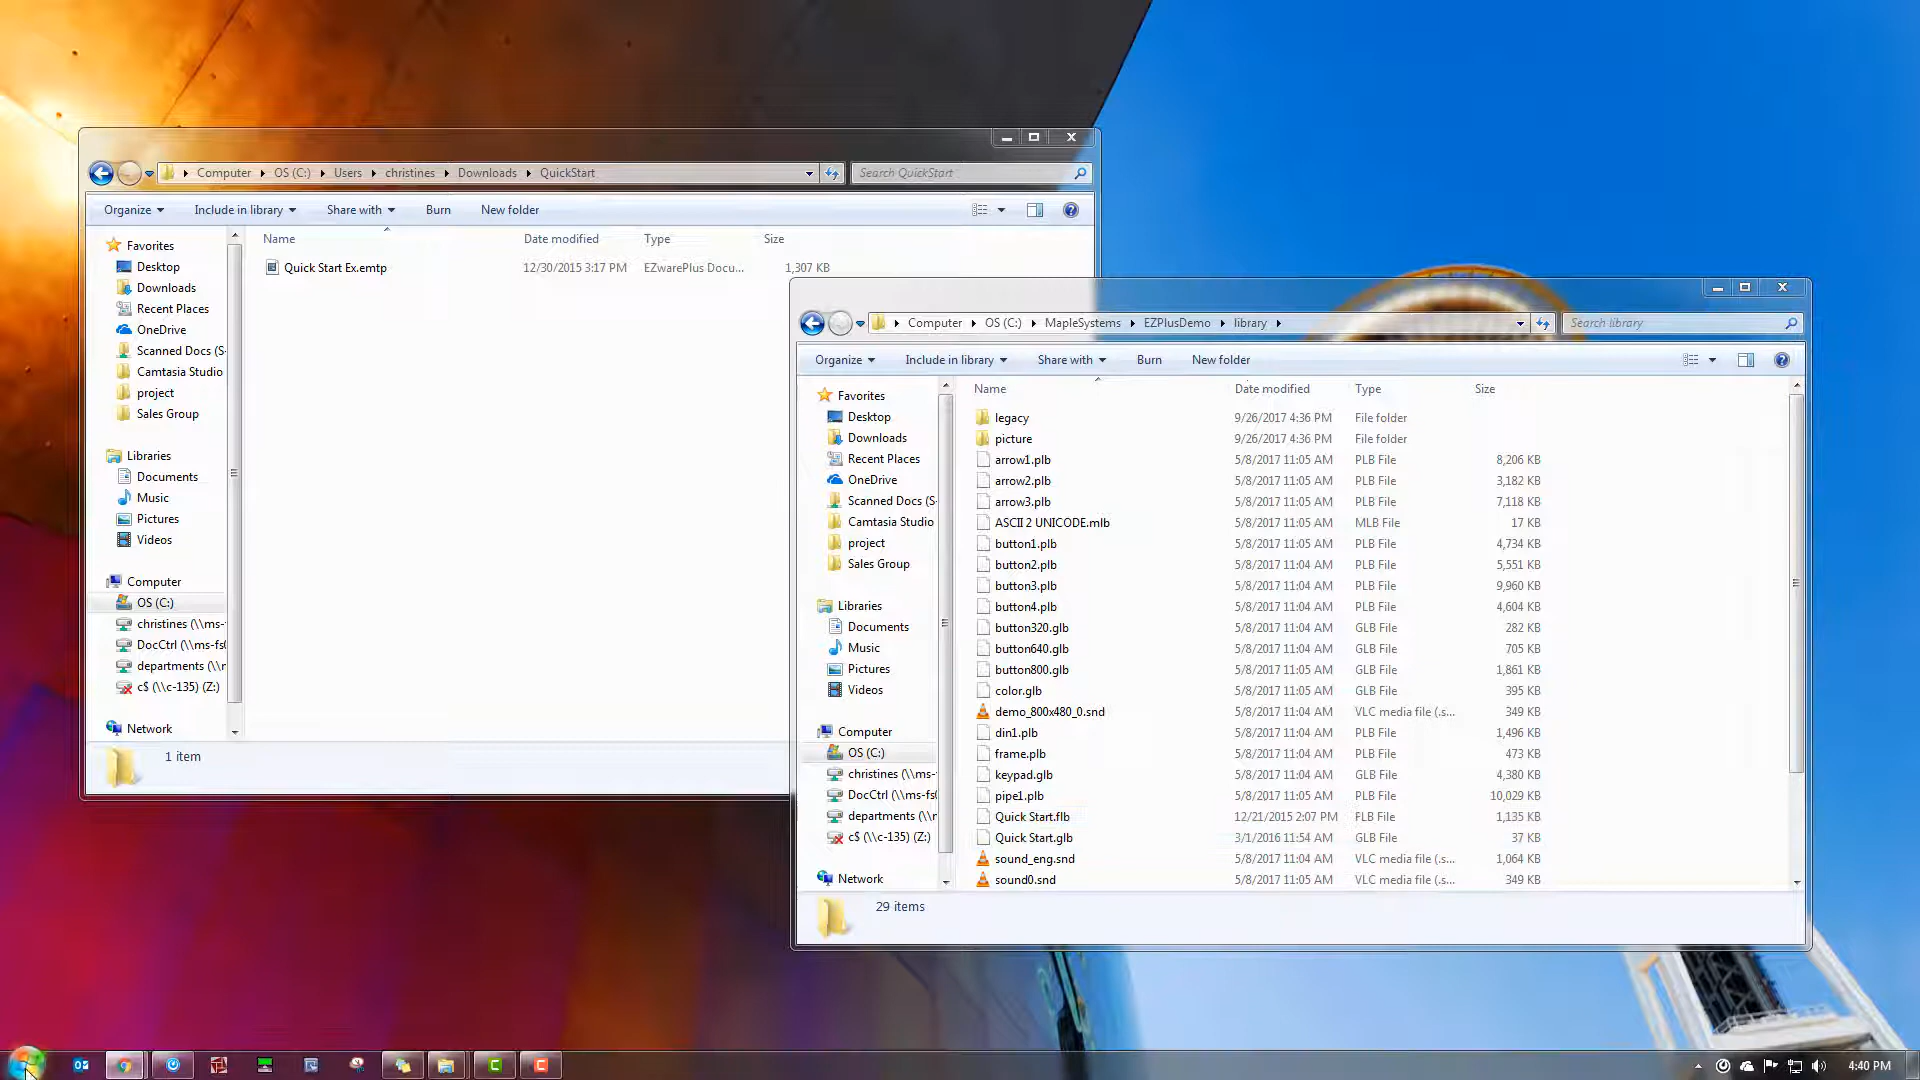 Computer OS (C:) Users christines Downloads QuickStart
Search QuickStart
Organize Include in library Share with Burn New folder
Name Date modified Type Size
Quick Start Ex.emtp 12/30/2015 3:17 PM EZwarePlus Docu... 1,307 KB
Favorites
Desktop
Downloads
Recent Places
OneDrive
Scanned Docs (S-
Camtasia Studio
project
Sales Group
Libraries
Documents
Music
Pictures
Videos
Computer
OS (C:)
christines (\\ms-
DocCtrl (\\ms-fs
departments (\\m
c$ (\\c-135) (Z:)
Network
1 item
Computer OS (C:) MapleSystems EZPlusDemo library
Search library
Organize Include in library Share with Burn New folder
Favorites
Desktop
Downloads
Recent Places
OneDrive
Scanned Docs (S-
Camtasia Studio
project
Sales Group
Libraries
Documents
Music
Pictures
Videos
Computer
OS (C:)
christines (\\ms-
DocCtrl (\\ms-fs
departments (\\m
c$ (\\c-135) (Z:)
Network
Name Date modified Type Size
legacy 9/26/2017 4:36 PM File folder
picture 9/26/2017 4:36 PM File folder
arrow1.plb 5/8/2017 11:05 AM PLB File 8,206 KB
arrow2.plb 5/8/2017 11:05 AM PLB File 3,182 KB
arrow3.plb 5/8/2017 11:05 AM PLB File 7,118 KB
ASCII 2 UNICODE.mlb 5/8/2017 11:05 AM MLB File 17 KB
button1.plb 5/8/2017 11:05 AM PLB File 4,734 KB
button2.plb 5/8/2017 11:05 AM PLB File 5,551 KB
button3.plb 5/8/2017 11:04 AM PLB File 9,960 KB
button4.plb 5/8/2017 11:04 AM PLB File 4,604 KB
button320.glb 5/8/2017 11:04 AM GLB File 282 KB
button640.glb 5/8/2017 11:04 AM GLB File 705 KB
button800.glb 5/8/2017 11:05 AM GLB File 1,861 KB
color.glb 5/8/2017 11:05 AM GLB File 395 KB
demo_800x480_0.snd 5/8/2017 11:04 AM VLC media file (.s... 349 KB
din1.plb 5/8/2017 11:04 AM PLB File 1,496 KB
frame.plb 5/8/2017 11:04 AM PLB File 473 KB
keypad.glb 5/8/2017 11:04 AM GLB File 4,380 KB
pipe1.plb 5/8/2017 11:05 AM PLB File 10,029 KB
Quick Start.flb 12/21/2015 2:07 PM FLB File 1,135 KB
Quick Start.glb 3/1/2016 11:54 AM GLB File 37 KB
sound_eng.snd 5/8/2017 11:04 AM VLC media file (.s... 1,064 KB
sound0.snd 5/8/2017 11:05 AM VLC media file (.s... 349 KB
29 items
4:40 PM